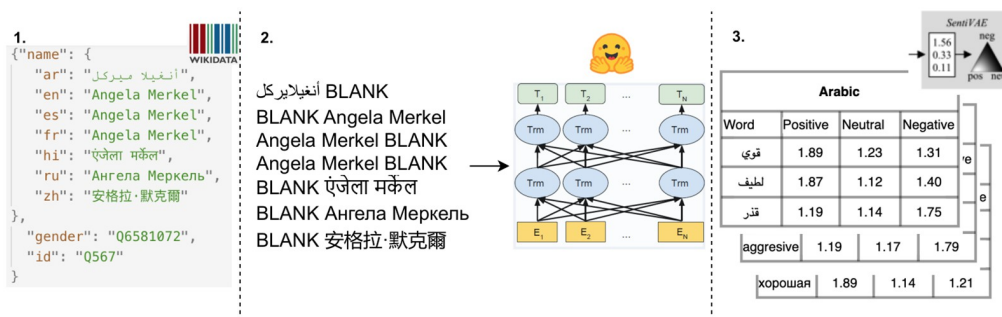 1.
WIKIDATA
{"name": {
"ar": "أنغيلا ميركل",
"en": "Angela Merkel",
"es": "Angela Merkel",
"fr": "Angela Merkel",
"hi": "एंजेला मर्केल",
"ru": "Ангела Меркель",
"zh": "安格拉·默克爾"
},
"gender": "Q6581072",
"id": "Q567"
}
2.
أنغيلايركل BLANK
BLANK Angela Merkel
Angela Merkel BLANK
Angela Merkel BLANK
BLANK एंजेला मर्केल
BLANK Ангела Меркель
BLANK 安格拉·默克爾
T1 T2 ... TN
Trm Trm ... Trm
Trm Trm ... Trm
E1 E2 ... EN
3.
SentiVAE
1.56
0.33
0.11
neg
pos neu
Arabic
Word Positive Neutral Negative
قوي 1.89 1.23 1.31
لطيف 1.87 1.12 1.40
قذر 1.19 1.14 1.75
aggresive 1.19 1.17 1.79
хорошая 1.89 1.14 1.21